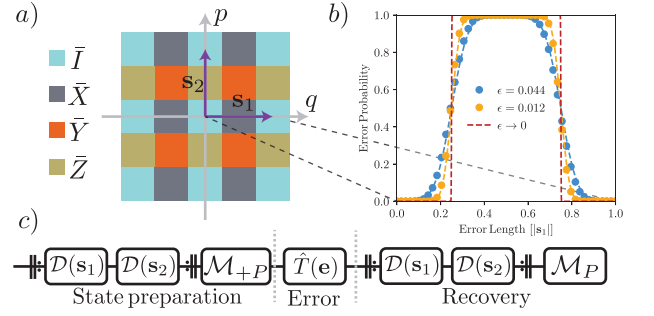 a)
p
q
s₂
s₁
Ī
X̄
Ȳ
Z̄
b)
Error Probability
1.0
0.8
0.6
0.4
0.2
0.0
ϵ = 0.044
ϵ = 0.012
ϵ → 0
0.0 0.2 0.4 0.6 0.8 1.0
Error Length [|s₁|]
c)
𝒟(s₁) 𝒟(s₂) ℳ₊P T̂(e) 𝒟(s₁) 𝒟(s₂) ℳP
State preparation Error Recovery